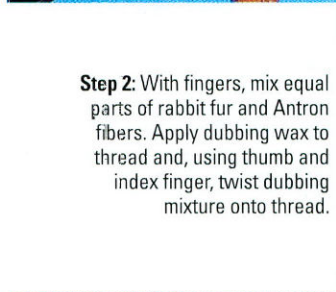 Step 2: With fingers, mix equal
parts of rabbit fur and Antron
fibers. Apply dubbing wax to
thread and, using thumb and
index finger, twist dubbing
mixture onto thread.